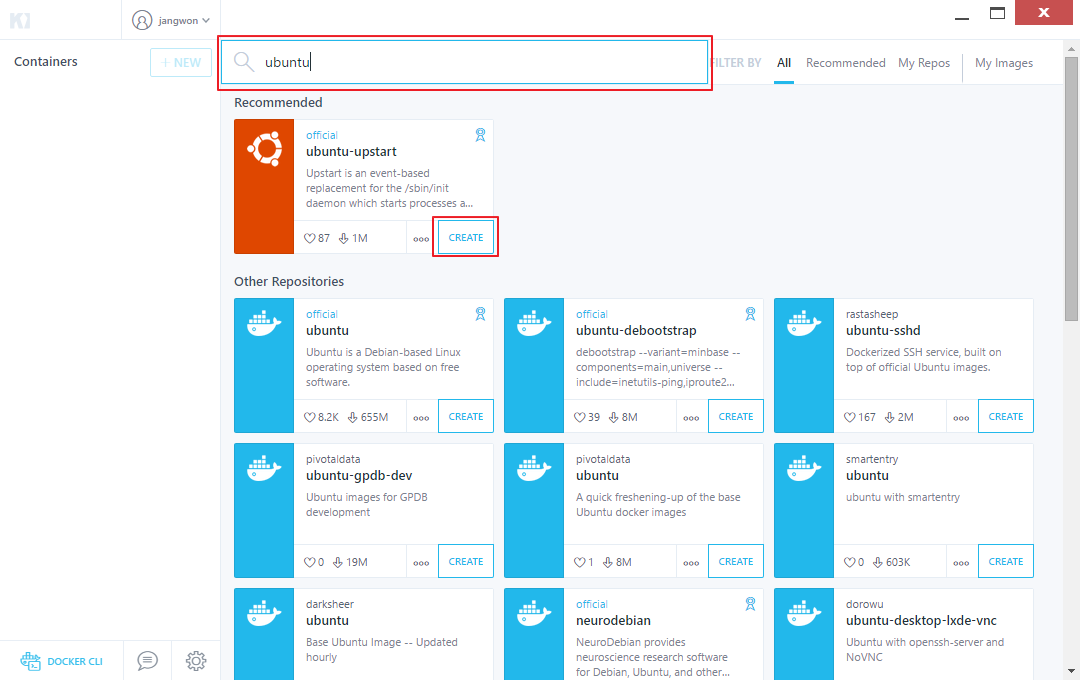 jangwon
Containers
+ NEW
ubuntu
FILTER BY
All
Recommended
My Repos
My Images
Recommended
official
ubuntu-upstart
Upstart is an event-based
replacement for the /sbin/init
daemon which starts processes a...
87
1M
CREATE
Other Repositories
official
ubuntu
Ubuntu is a Debian-based Linux
operating system based on free
software.
8.2K
655M
CREATE
official
ubuntu-debootstrap
debootstrap --variant=minbase --
components=main,universe --
include=inetutils-ping,iproute2...
39
8M
CREATE
rastasheep
ubuntu-sshd
Dockerized SSH service, built on
top of official Ubuntu images.
167
2M
CREATE
pivotaldata
ubuntu-gpdb-dev
Ubuntu images for GPDB
development
0
19M
CREATE
pivotaldata
ubuntu
A quick freshening-up of the base
Ubuntu docker images
1
8M
CREATE
smartentry
ubuntu
ubuntu with smartentry
0
603K
CREATE
darksheer
ubuntu
Base Ubuntu Image -- Updated
hourly
official
neurodebian
NeuroDebian provides
neuroscience research software
for Debian, Ubuntu, and other...
dorowu
ubuntu-desktop-lxde-vnc
Ubuntu with openssh-server and
NoVNC
DOCKER CLI